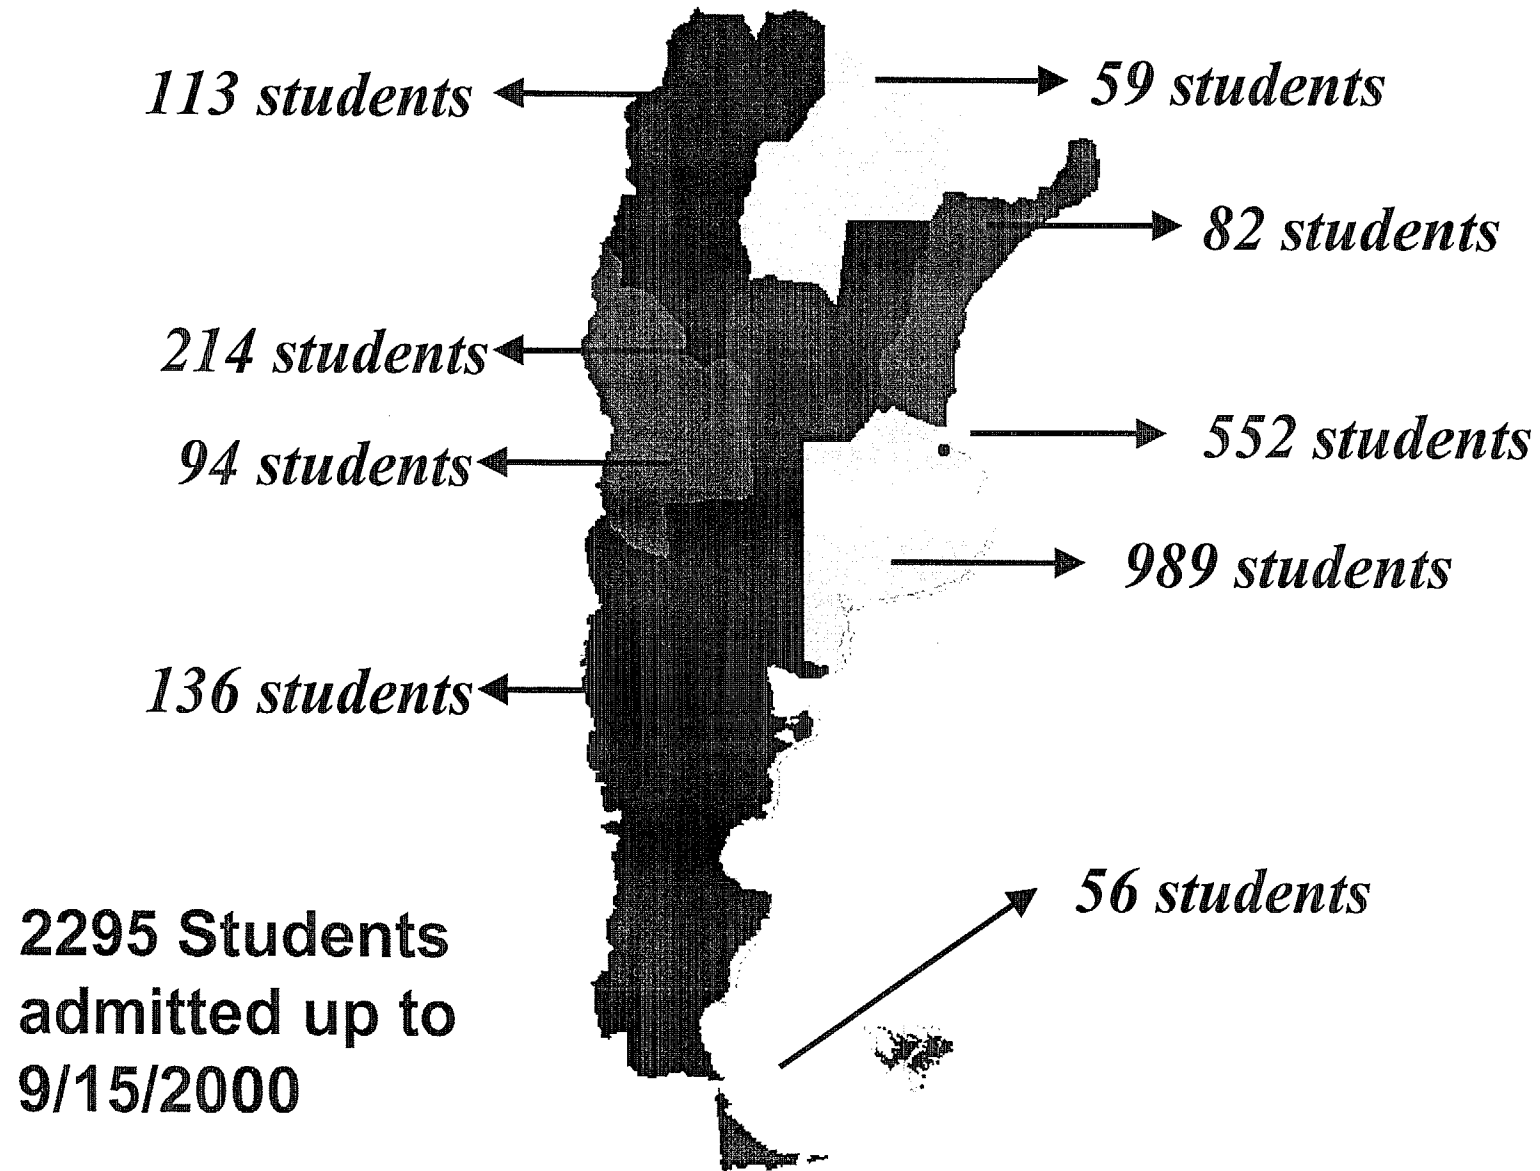 113 students
59 students
82 students
214 students
552 students
94 students
989 students
136 students
56 students
2295 Students
admitted up to
9/15/2000